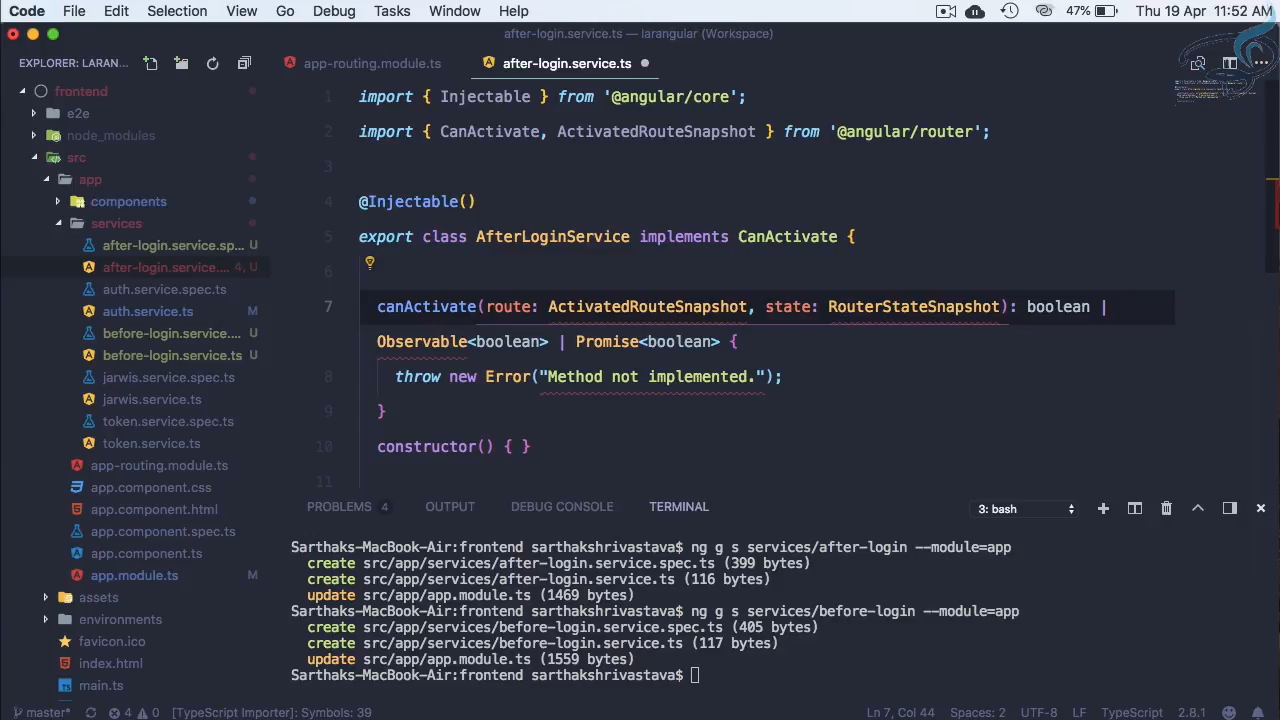 Code File Edit Selection View Go Debug Tasks Window Help 47% Thu 19 Apr 11:52 AM
after-login.service.ts — larangular (Workspace)
EXPLORER: LARAN...
app-routing.module.ts after-login.service.ts
frontend
e2e
node_modules
src
app
components
services
after-login.service.sp... U
after-login.service.... 4, U
auth.service.spec.ts
auth.service.ts M
before-login.service.... U
before-login.service.ts U
jarwis.service.spec.ts
jarwis.service.ts
token.service.spec.ts
token.service.ts
app-routing.module.ts
app.component.css
app.component.html
app.component.spec.ts
app.component.ts
app.module.ts M
assets
environments
favicon.ico
index.html
main.ts
1 import { Injectable } from '@angular/core';
2 import { CanActivate, ActivatedRouteSnapshot } from '@angular/router';
3
4 @Injectable()
5 export class AfterLoginService implements CanActivate {
6
7 canActivate(route: ActivatedRouteSnapshot, state: RouterStateSnapshot): boolean |
Observable<boolean> | Promise<boolean> {
8 throw new Error("Method not implemented.");
9 }
10 constructor() { }
11
PROBLEMS 4 OUTPUT DEBUG CONSOLE TERMINAL 3: bash
Sarthaks-MacBook-Air:frontend sarthakshrivastava$ ng g s services/after-login --module=app
create src/app/services/after-login.service.spec.ts (399 bytes)
create src/app/services/after-login.service.ts (116 bytes)
update src/app/app.module.ts (1469 bytes)
Sarthaks-MacBook-Air:frontend sarthakshrivastava$ ng g s services/before-login --module=app
create src/app/services/before-login.service.spec.ts (405 bytes)
create src/app/services/before-login.service.ts (117 bytes)
update src/app/app.module.ts (1559 bytes)
Sarthaks-MacBook-Air:frontend sarthakshrivastava$
master* 4 0 [TypeScript Importer]: Symbols: 39 Ln 7, Col 44 Spaces: 2 UTF-8 LF TypeScript 2.8.1